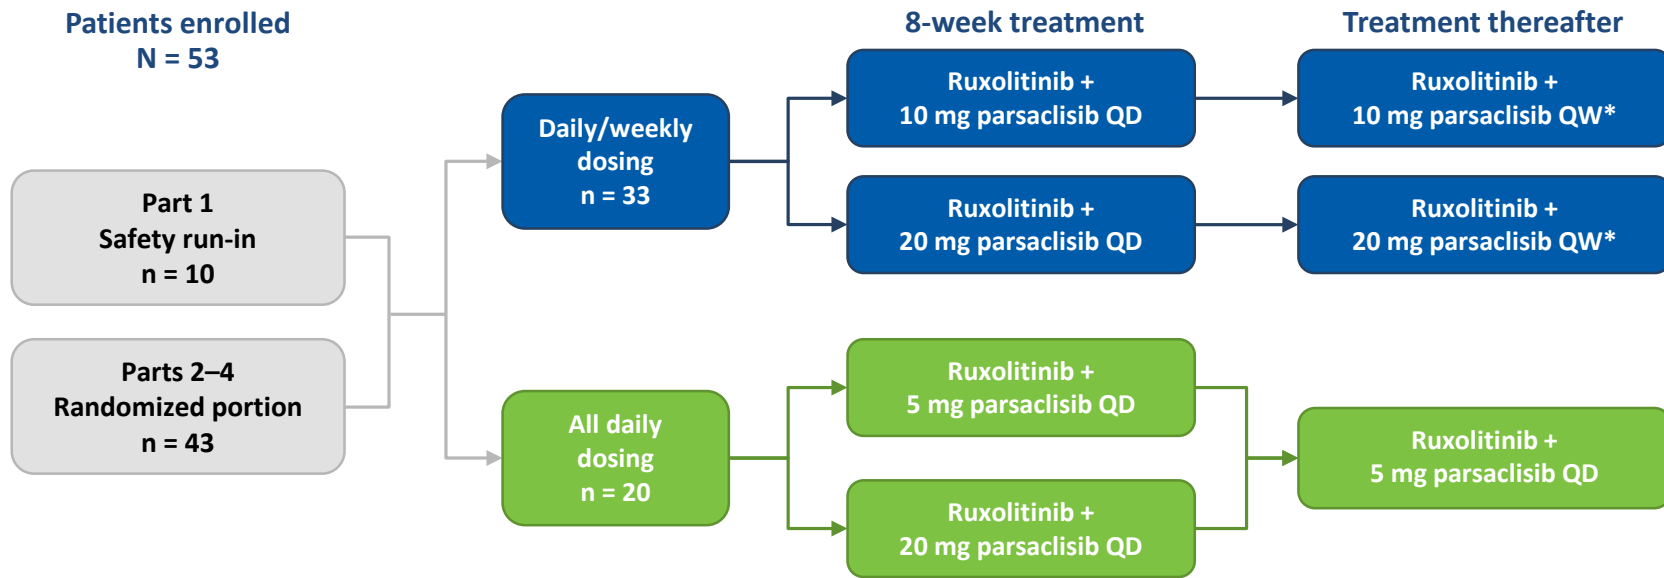 Patients enrolled
N = 53
8-week treatment
Treatment thereafter
Part 1
Safety run-in
n = 10
Parts 2–4
Randomized portion
n = 43
Daily/weekly
dosing
n = 33
Ruxolitinib +
10 mg parsaclisib QD
Ruxolitinib +
10 mg parsaclisib QW*
Ruxolitinib +
20 mg parsaclisib QD
Ruxolitinib +
20 mg parsaclisib QW*
All daily
dosing
n = 20
Ruxolitinib +
5 mg parsaclisib QD
Ruxolitinib +
20 mg parsaclisib QD
Ruxolitinib +
5 mg parsaclisib QD